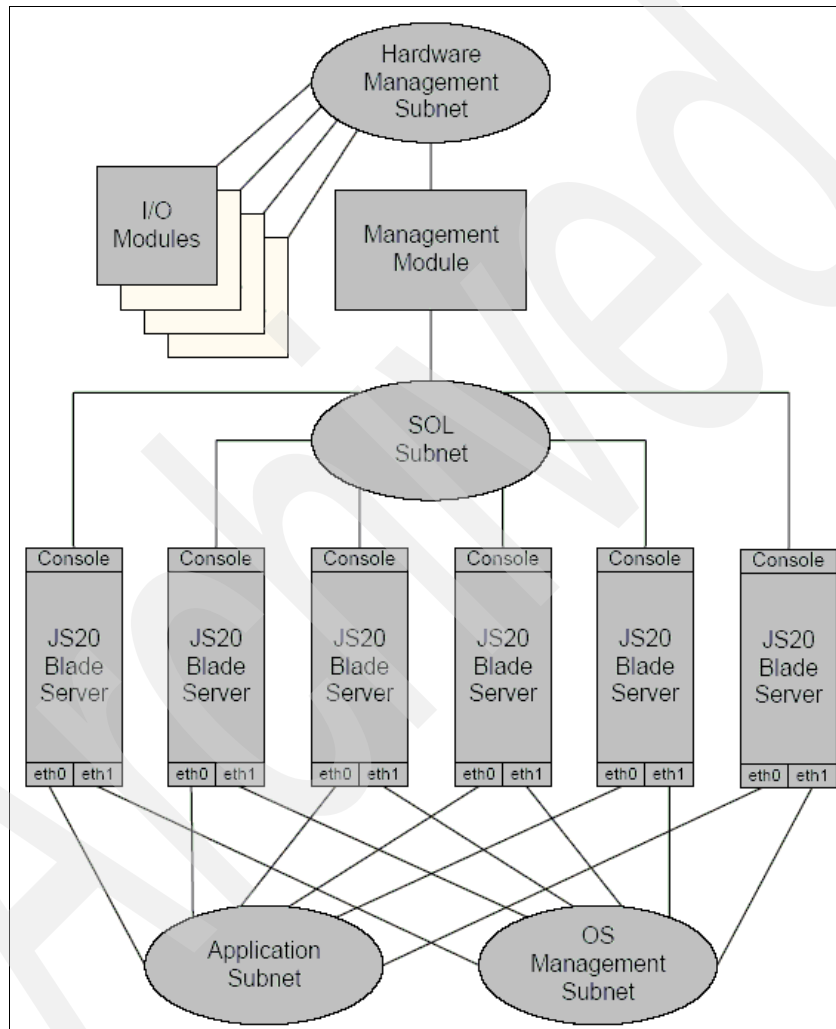 Hardware
Management
Subnet
I/O
Modules
Management
Module
SOL
Subnet
Console
Console
Console
Console
Console
Console
JS20
Blade
Server
JS20
Blade
Server
JS20
Blade
Server
JS20
Blade
Server
JS20
Blade
Server
JS20
Blade
Server
eth0 eth1
eth0 eth1
eth0 eth1
eth0 eth1
eth0 eth1
eth0 eth1
Application
Subnet
OS
Management
Subnet
Archived